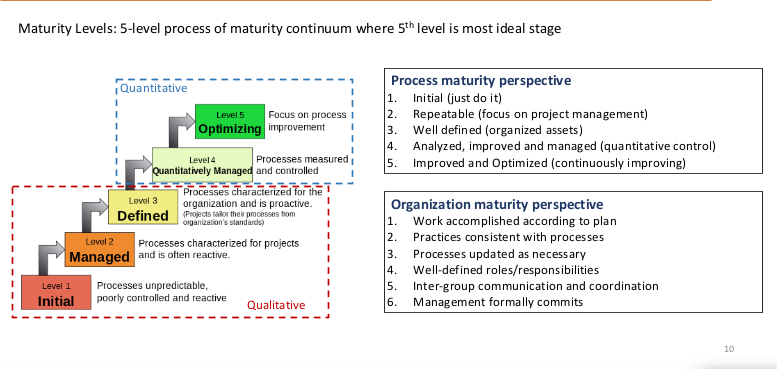 Maturity Levels: 5-level process of maturity continuum where 5th level is most ideal stage
Quantitative
Level 5
Optimizing
Focus on process
improvement
Level 4
Quantitatively Managed
Processes measured
and controlled
Level 3
Defined
Processes characterized for the
organization and is proactive.
(Projects tailor their processes from
organization's standards)
Level 2
Managed
Processes characterized for projects
and is often reactive.
Level 1
Initial
Processes unpredictable,
poorly controlled and reactive
Qualitative
Process maturity perspective
1. Initial (just do it)
2. Repeatable (focus on project management)
3. Well defined (organized assets)
4. Analyzed, improved and managed (quantitative control)
5. Improved and Optimized (continuously improving)
Organization maturity perspective
1. Work accomplished according to plan
2. Practices consistent with processes
3. Processes updated as necessary
4. Well-defined roles/responsibilities
5. Inter-group communication and coordination
6. Management formally commits
10